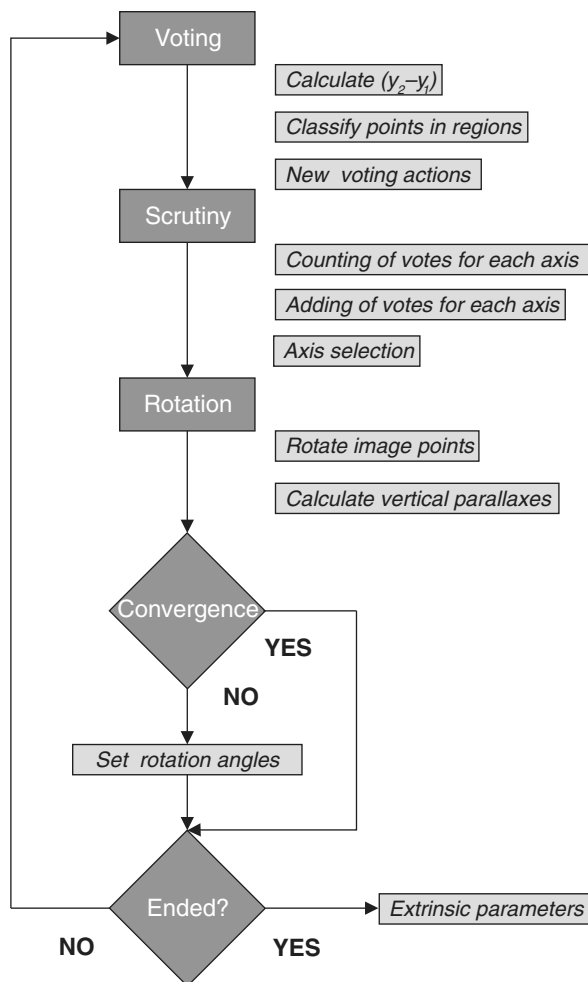 Voting
Calculate (y₂–y₁)
Classify points in regions
New voting actions
Scrutiny
Counting of votes for each axis
Adding of votes for each axis
Axis selection
Rotation
Rotate image points
Calculate vertical parallaxes
Convergence
YES
NO
Set rotation angles
Ended?
Extrinsic parameters
NO
YES